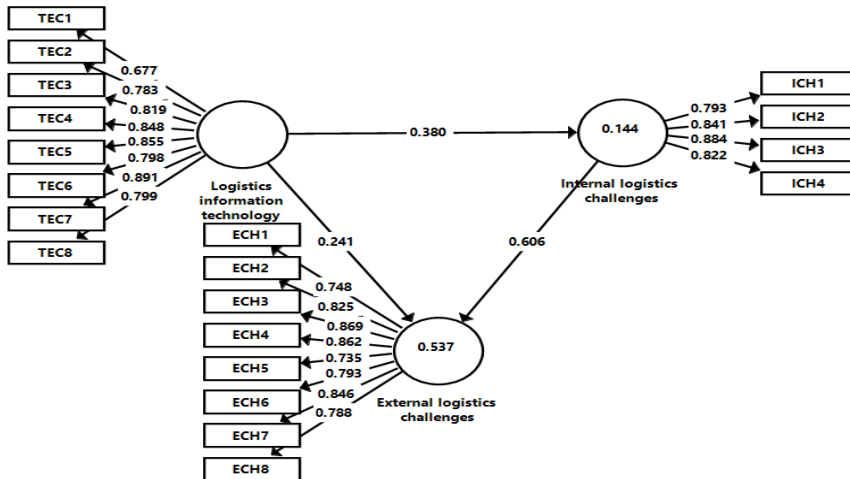 TEC1
TEC2
TEC3
TEC4
TEC5
TEC6
TEC7
TEC8
0.677
0.783
0.819
0.848
0.855
0.798
0.891
0.799
Logistics
information
technology
0.380
0.144
Internal logistics
challenges
0.793
0.841
0.884
0.822
ICH1
ICH2
ICH3
ICH4
0.241
0.606
ECH1
ECH2
ECH3
ECH4
ECH5
ECH6
ECH7
ECH8
0.748
0.825
0.869
0.862
0.735
0.793
0.846
0.788
0.537
External logistics
challenges